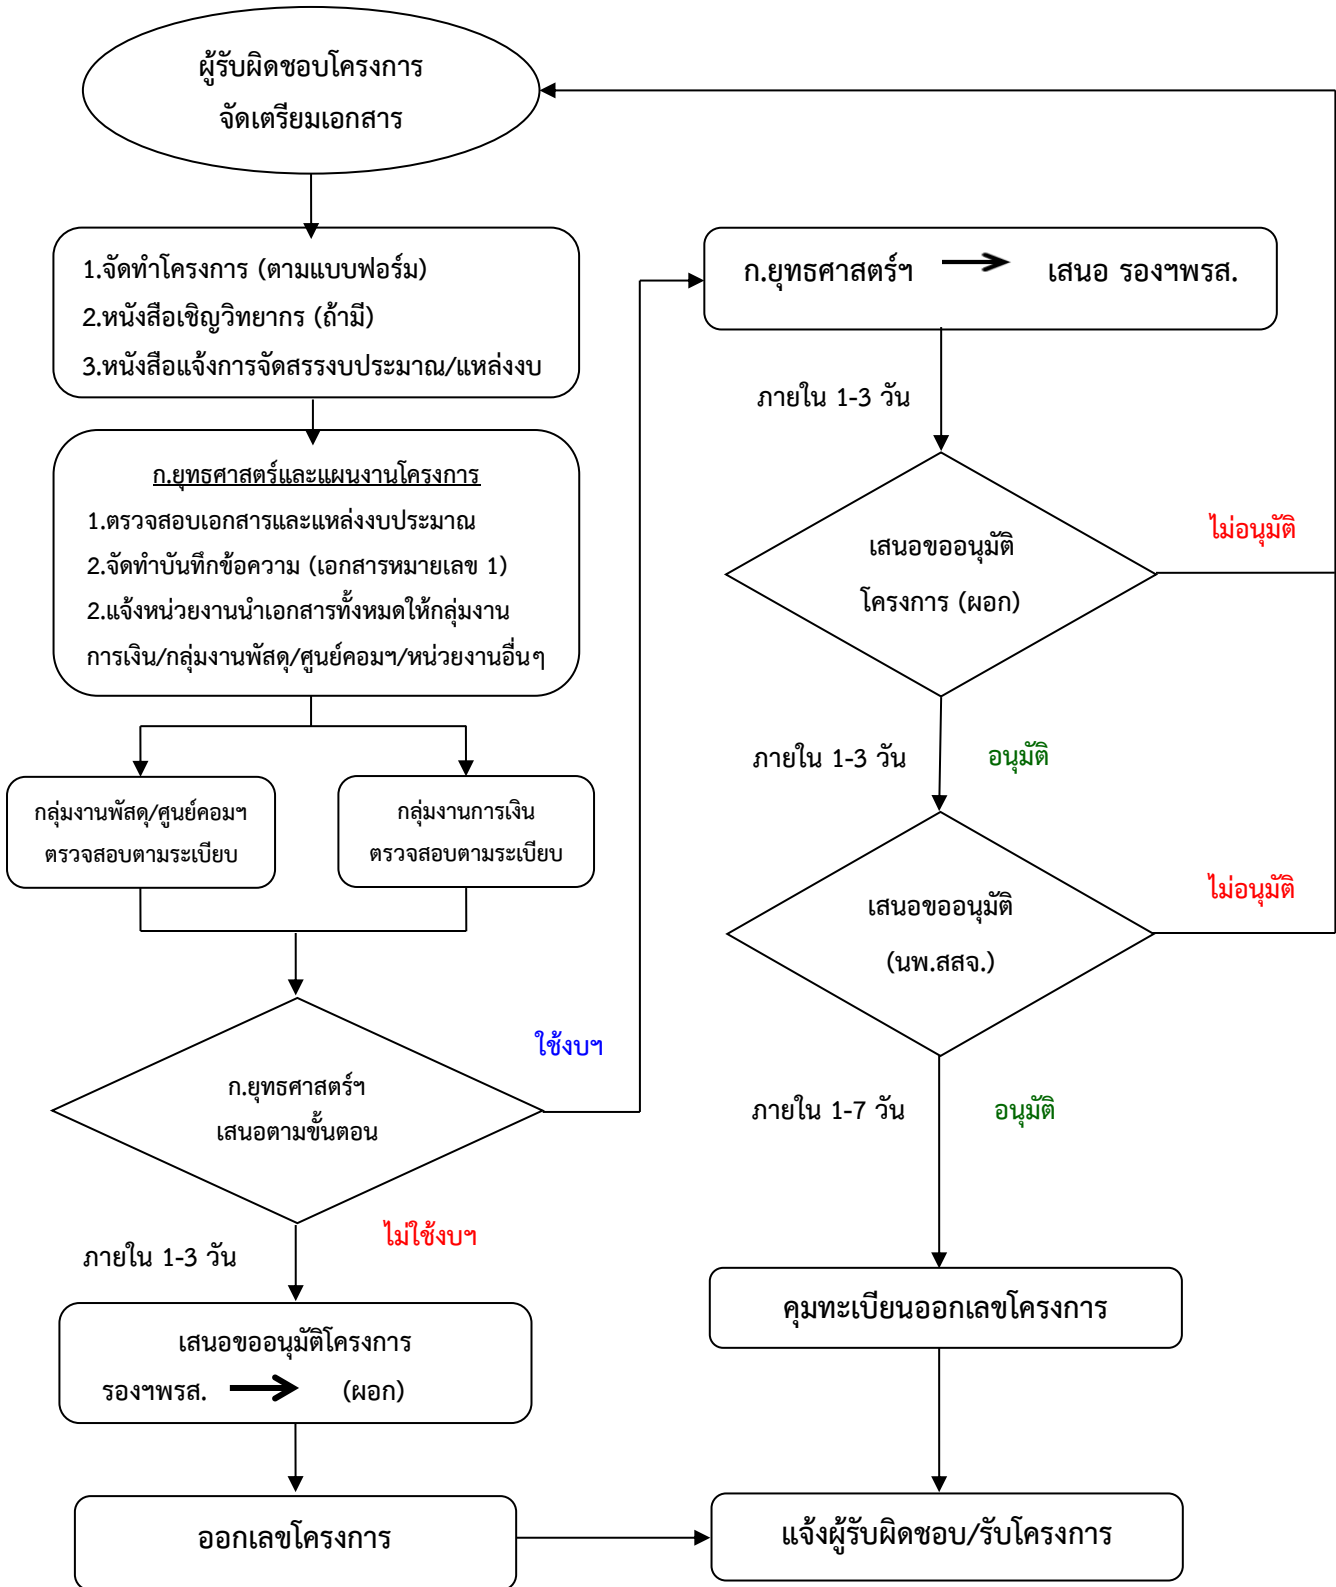 ผู้รับผิดชอบโครงการ
จัดเตรียมเอกสาร
1.จัดทำโครงการ (ตามแบบฟอร์ม)
2.หนังสือเชิญวิทยากร (ถ้ามี)
3.หนังสือแจ้งการจัดสรรงบประมาณ/แหล่งงบ
ก.ยุทธศาสตร์และแผนงานโครงการ
1.ตรวจสอบเอกสารและแหล่งงบประมาณ
2.จัดทำบันทึกข้อความ (เอกสารหมายเลข 1)
2.แจ้งหน่วยงานนำเอกสารทั้งหมดให้กลุ่มงาน
การเงิน/กลุ่มงานพัสดุ/ศูนย์คอมฯ/หน่วยงานอื่นๆ
กลุ่มงานพัสดุ/ศูนย์คอมฯ
ตรวจสอบตามระเบียบ
กลุ่มงานการเงิน
ตรวจสอบตามระเบียบ
ก.ยุทธศาสตร์ฯ
เสนอตามขั้นตอน
ใช้งบฯ
ไม่ใช้งบฯ
ภายใน 1-3 วัน
เสนอขออนุมัติโครงการ
รองฯพรส. (ผอก)
ออกเลขโครงการ
ก.ยุทธศาสตร์ฯ เสนอ รองฯพรส.
ภายใน 1-3 วัน
เสนอขออนุมัติ
โครงการ (ผอก)
ไม่อนุมัติ
ภายใน 1-3 วัน อนุมัติ
เสนอขออนุมัติ
(นพ.สสจ.)
ไม่อนุมัติ
ภายใน 1-7 วัน อนุมัติ
คุมทะเบียนออกเลขโครงการ
แจ้งผู้รับผิดชอบ/รับโครงการ